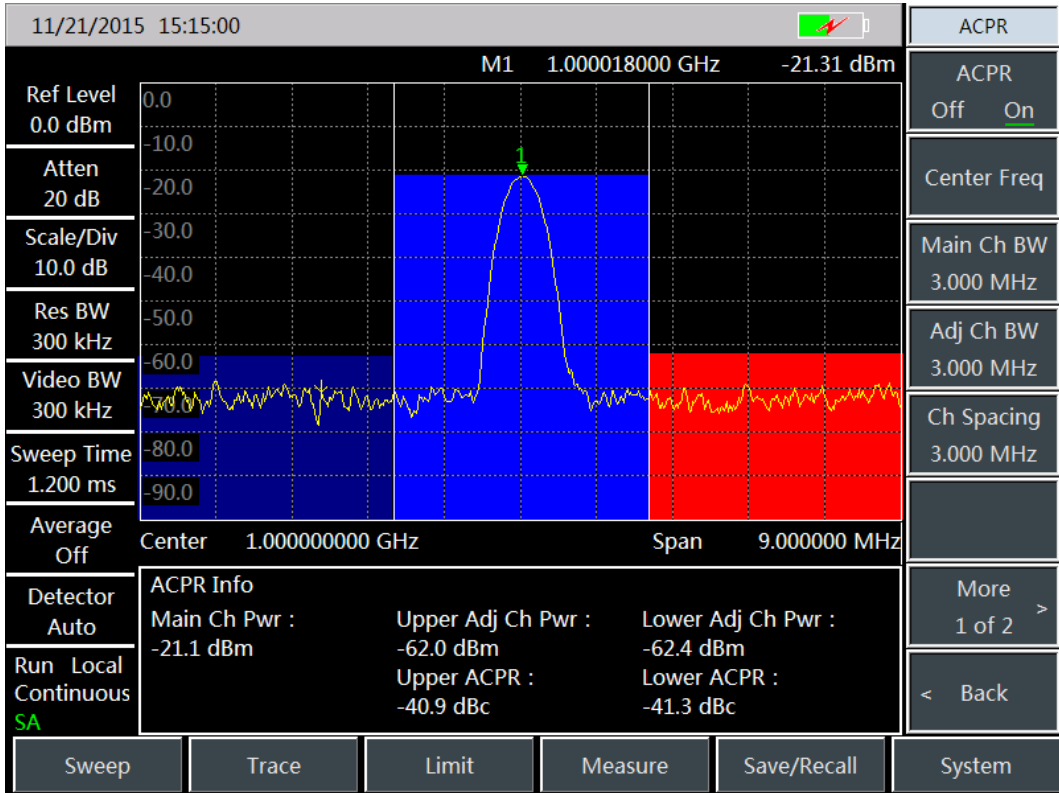 11/21/2015 15:15:00
M1 1.000018000 GHz -21.31 dBm
Ref Level
0.0 dBm
Atten
20 dB
Scale/Div
10.0 dB
Res BW
300 kHz
Video BW
300 kHz
Sweep Time
1.200 ms
Average
Off
Detector
Auto
Run Local
Continuous
SA
0.0
-10.0
-20.0
-30.0
-40.0
-50.0
-60.0
-70.0
-80.0
-90.0
1
Center 1.000000000 GHz Span 9.000000 MHz
ACPR Info
Main Ch Pwr : Upper Adj Ch Pwr : Lower Adj Ch Pwr :
-21.1 dBm -62.0 dBm -62.4 dBm
Upper ACPR : Lower ACPR :
-40.9 dBc -41.3 dBc
ACPR
ACPR
Off On
Center Freq
Main Ch BW
3.000 MHz
Adj Ch BW
3.000 MHz
Ch Spacing
3.000 MHz
More >
1 of 2
< Back
Sweep Trace Limit Measure Save/Recall System